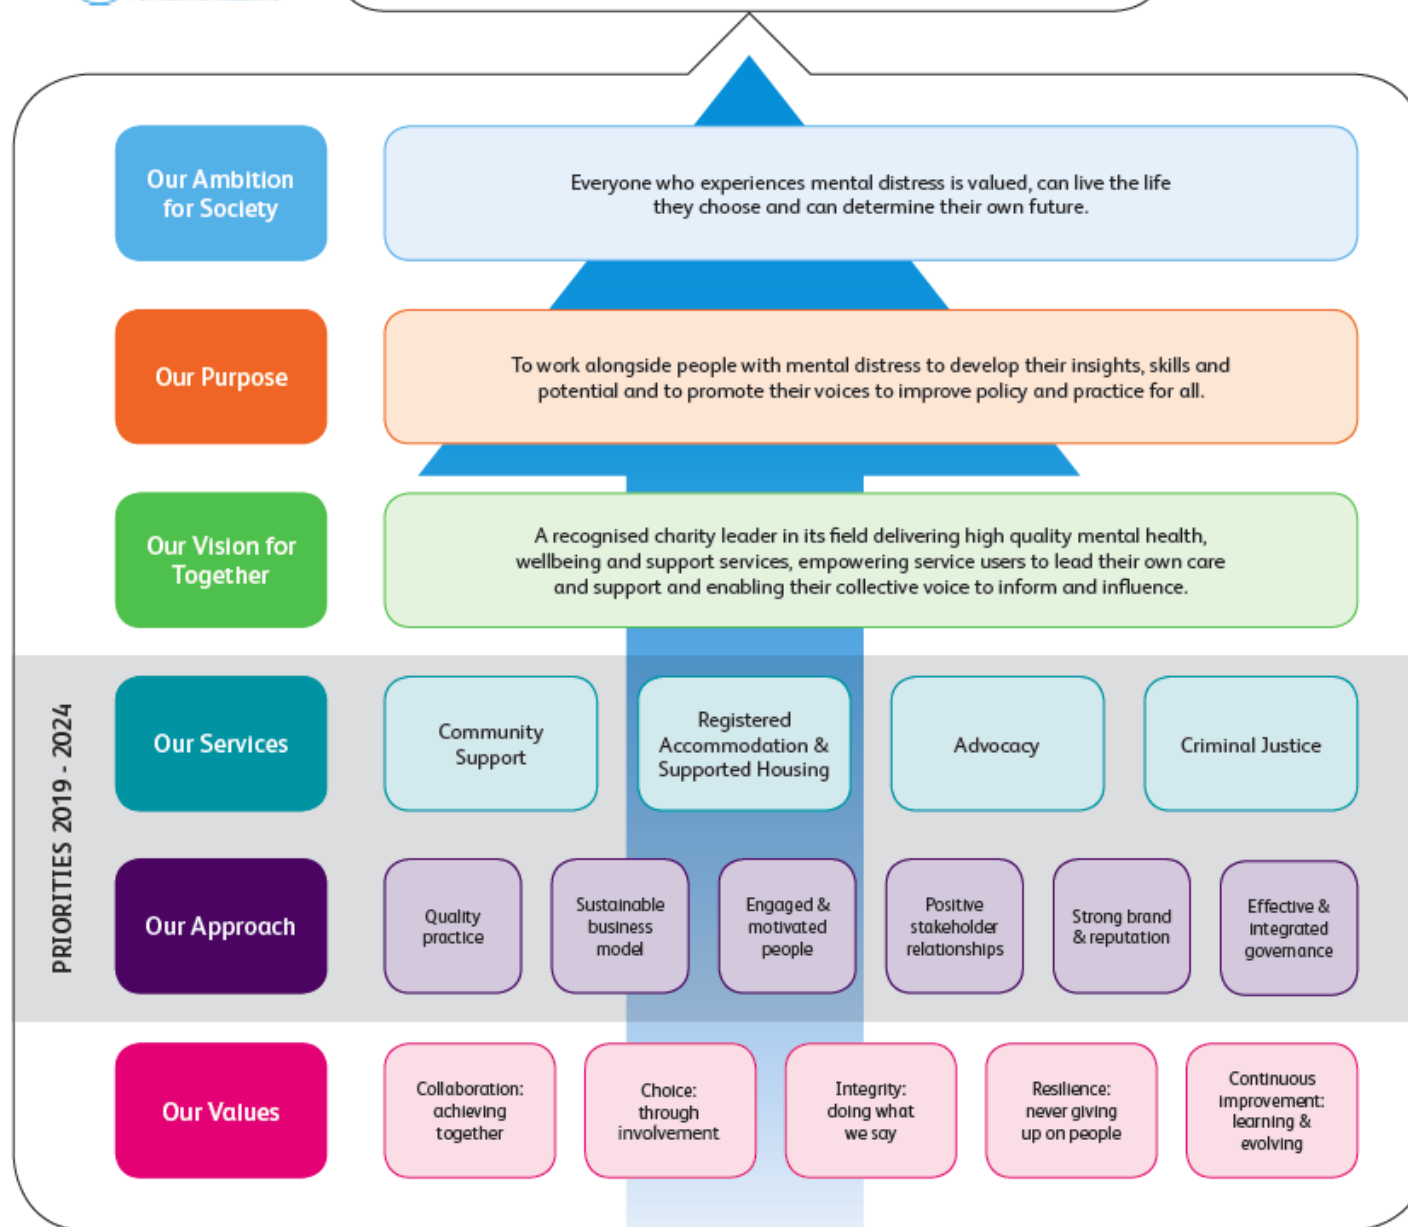 Our Ambition
for Society
Everyone who experiences mental distress is valued, can live the life
they choose and can determine their own future.
Our Purpose
To work alongside people with mental distress to develop their insights, skills and
potential and to promote their voices to improve policy and practice for all.
Our Vision for
Together
A recognised charity leader in its field delivering high quality mental health,
wellbeing and support services, empowering service users to lead their own care
and support and enabling their collective voice to inform and influence.
PRIORITIES 2019 - 2024
Our Services
Community
Support
Registered
Accommodation &
Supported Housing
Advocacy
Criminal Justice
Our Approach
Quality
practice
Sustainable
business
model
Engaged &
motivated
people
Positive
stakeholder
relationships
Strong brand
& reputation
Effective &
integrated
governance
Our Values
Collaboration:
achieving
together
Choice:
through
involvement
Integrity:
doing what
we say
Resilience:
never giving
up on people
Continuous
improvement:
learning &
evolving